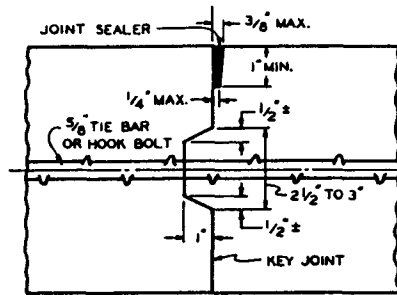 JOINT SEALER
3/8" MAX.
1" MIN.
1/4" MAX.
1/2" ±
5/8" TIE BAR
OR HOOK BOLT
2 1/2" TO 3"
1"
1/2" ±
KEY JOINT